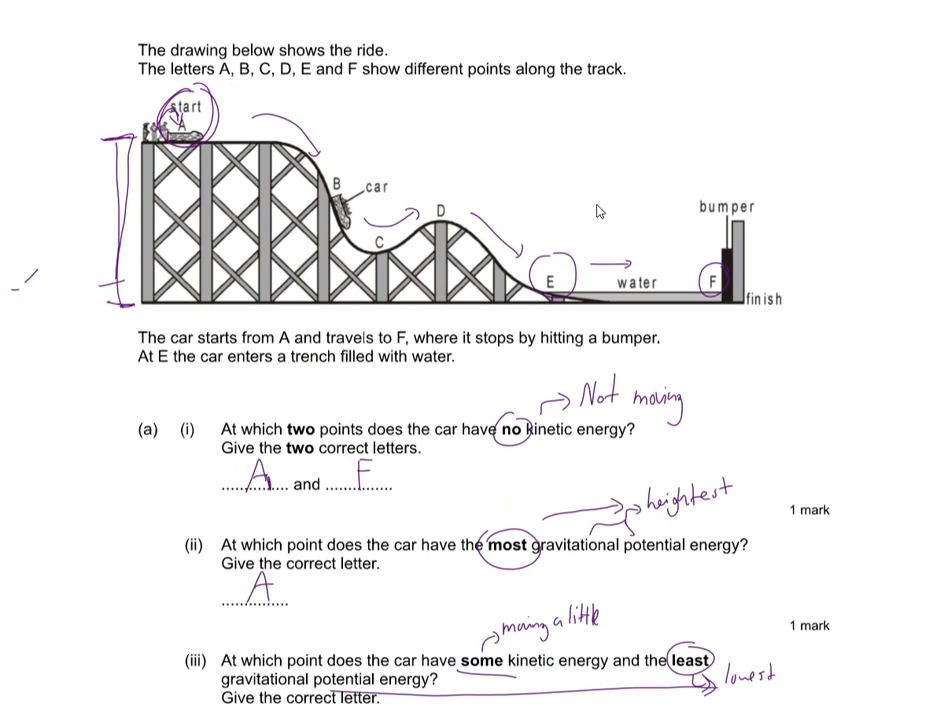 The drawing below shows the ride.
The letters A, B, C, D, E and F show different points along the track.
start
A
B
car
C
D
bumper
E
water
F
finish
The car starts from A and travels to F, where it stops by hitting a bumper.
At E the car enters a trench filled with water.
Not moving
(a) (i) At which two points does the car have no kinetic energy?
Give the two correct letters.
A and F
heightest
1 mark
(ii) At which point does the car have the most gravitational potential energy?
Give the correct letter.
A
moving a little
1 mark
(iii) At which point does the car have some kinetic energy and the least
lowest
gravitational potential energy?
Give the correct letter.